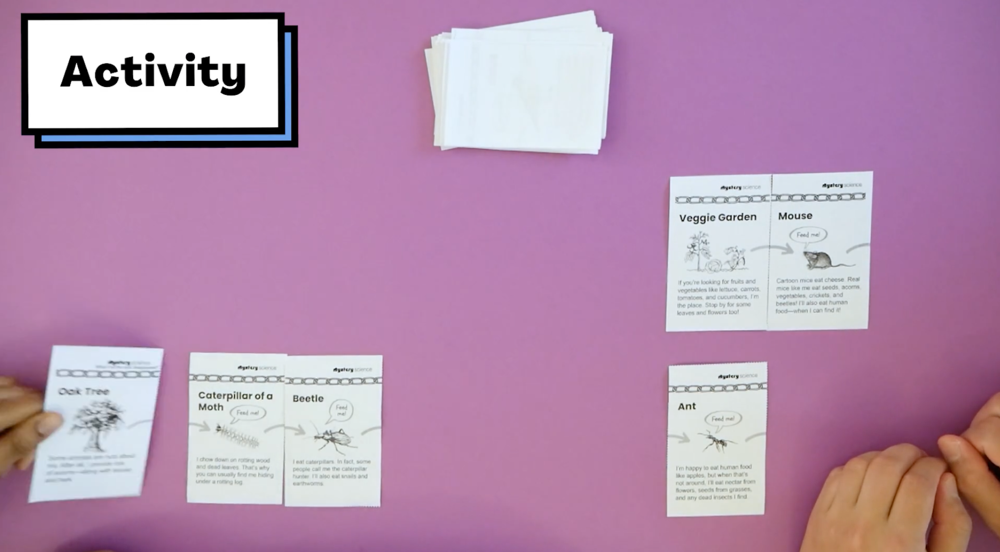 Activity
mystery science
Veggie Garden
If you're looking for fruits and
vegetables like lettuce, carrots,
tomatoes, and cucumbers, I'm
the place. Stop by for some
leaves and flowers too!
mystery science
Mouse
Feed me!
Cartoon mice eat cheese. Real
mice like me eat seeds, acorns,
vegetables, crickets, and
beetles! I'll also eat human
food—when I can find it!
mystery science
Oak Tree
mystery science
Caterpillar of a
Moth
Feed me!
I chow down on rotting wood
and dead leaves. That's why
you can usually find me hiding
under a rotting log.
mystery science
Beetle
Feed
me!
I eat caterpillars. In fact, some
people call me the caterpillar
hunter. I'll also eat snails and
earthworms.
mystery science
Ant
Feed me!
I'm happy to eat human food
like apples, but when that's
not around, I'll eat nectar from
flowers, seeds from grasses,
and any dead insects I find.